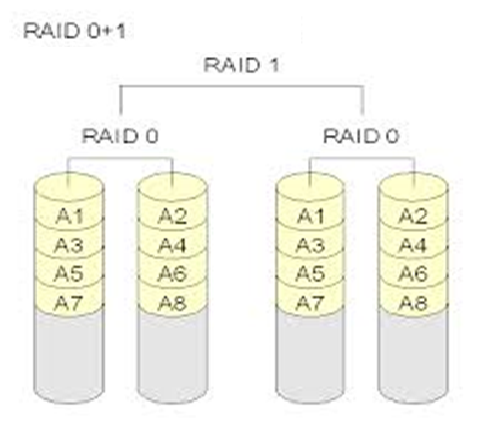 RAID 0+1
RAID 1
RAID 0 RAID 0
A1 A2 A1 A2
A3 A4 A3 A4
A5 A6 A5 A6
A7 A8 A7 A8